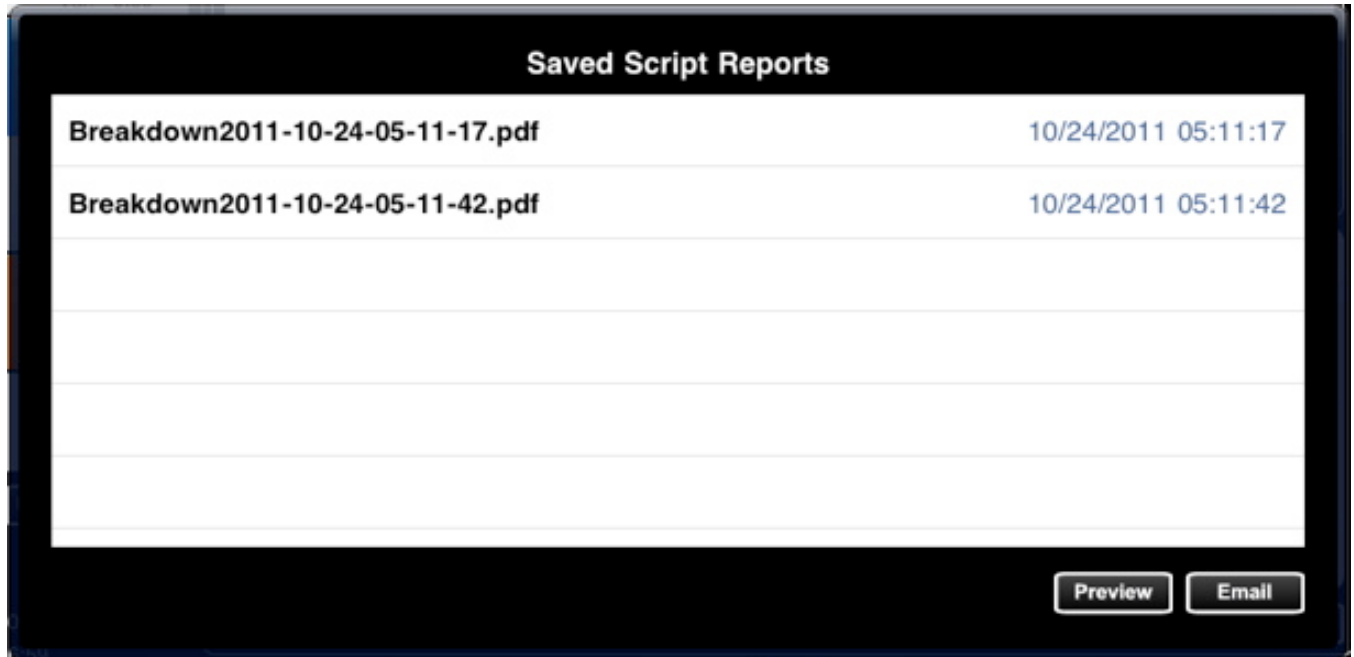 Saved Script Reports
Breakdown2011-10-24-05-11-17.pdf 10/24/2011 05:11:17
Breakdown2011-10-24-05-11-42.pdf 10/24/2011 05:11:42
Preview Email